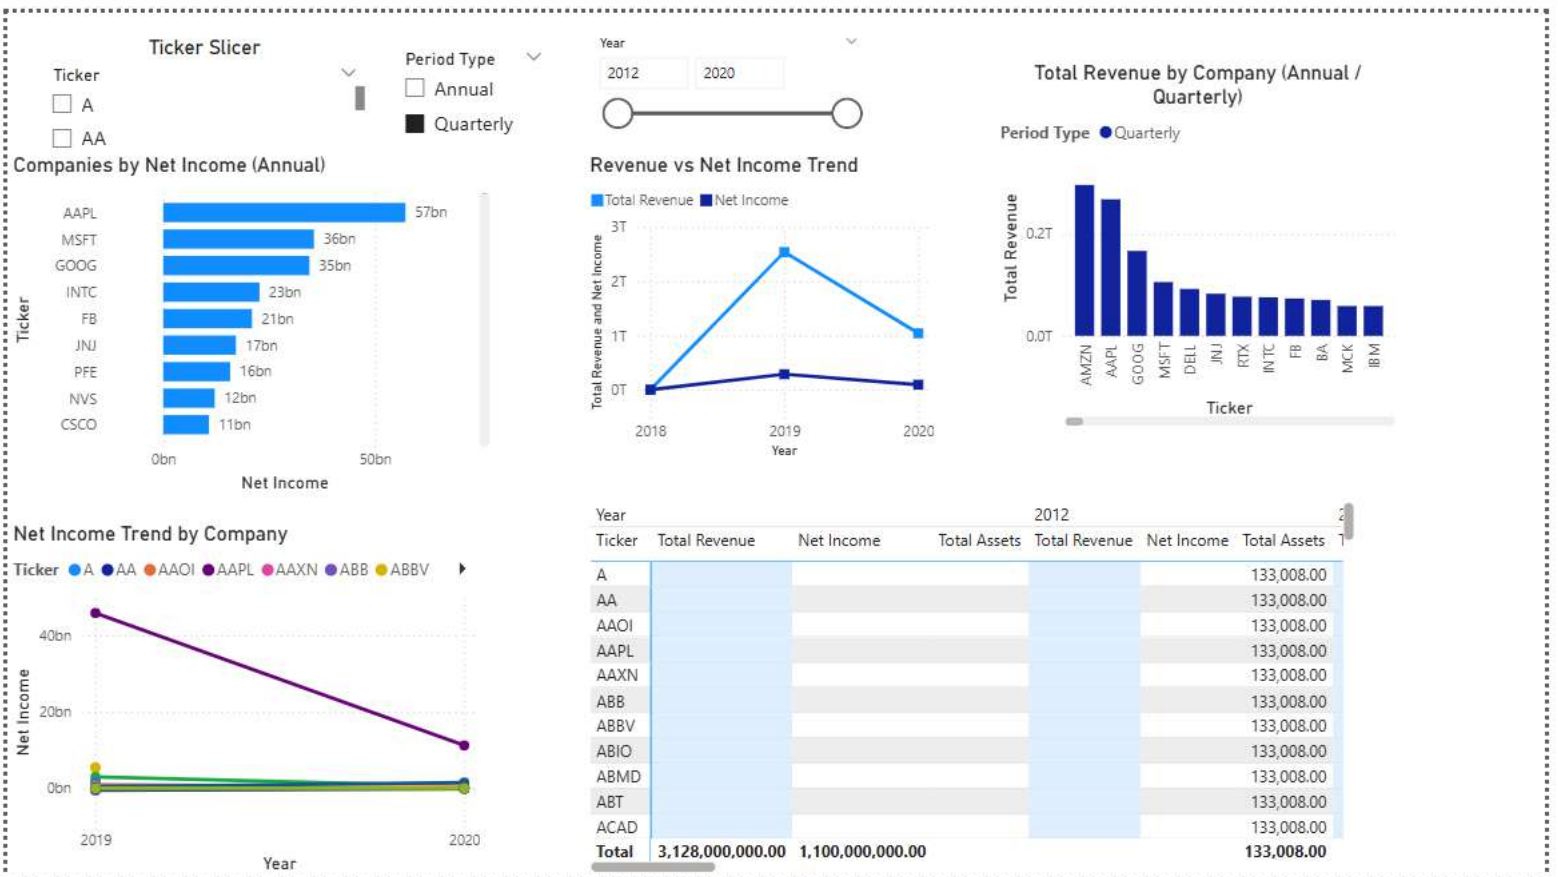 Ticker Slicer
Ticker
A
AA
Period Type
Annual
Quarterly
Year
2012 2020
Total Revenue by Company (Annual /
Quarterly)
Period Type Quarterly
Total Revenue
0.2T
0.0T
AMZN AAPL GOOG MSFT DELL JNJ RTX INTC FB BA MCK IBM
Ticker
Companies by Net Income (Annual)
Ticker
AAPL 57bn
MSFT 36bn
GOOG 35bn
INTC 23bn
FB 21bn
JNJ 17bn
PFE 16bn
NVS 12bn
CSCO 11bn
0bn 50bn
Net Income
Revenue vs Net Income Trend
Total Revenue Net Income
Total Revenue and Net Income
3T
2T
1T
0T
2018 2019 2020
Year
Net Income Trend by Company
Ticker A AA AAOI AAPL AAXN ABB ABBV
Net Income
40bn
20bn
0bn
2019 2020
Year
Year 2012
Ticker Total Revenue Net Income Total Assets Total Revenue Net Income Total Assets
A 133,008.00
AA 133,008.00
AAOI 133,008.00
AAPL 133,008.00
AAXN 133,008.00
ABB 133,008.00
ABBV 133,008.00
ABIO 133,008.00
ABMD 133,008.00
ABT 133,008.00
ACAD 133,008.00
Total 3,128,000,000.00 1,100,000,000.00 133,008.00